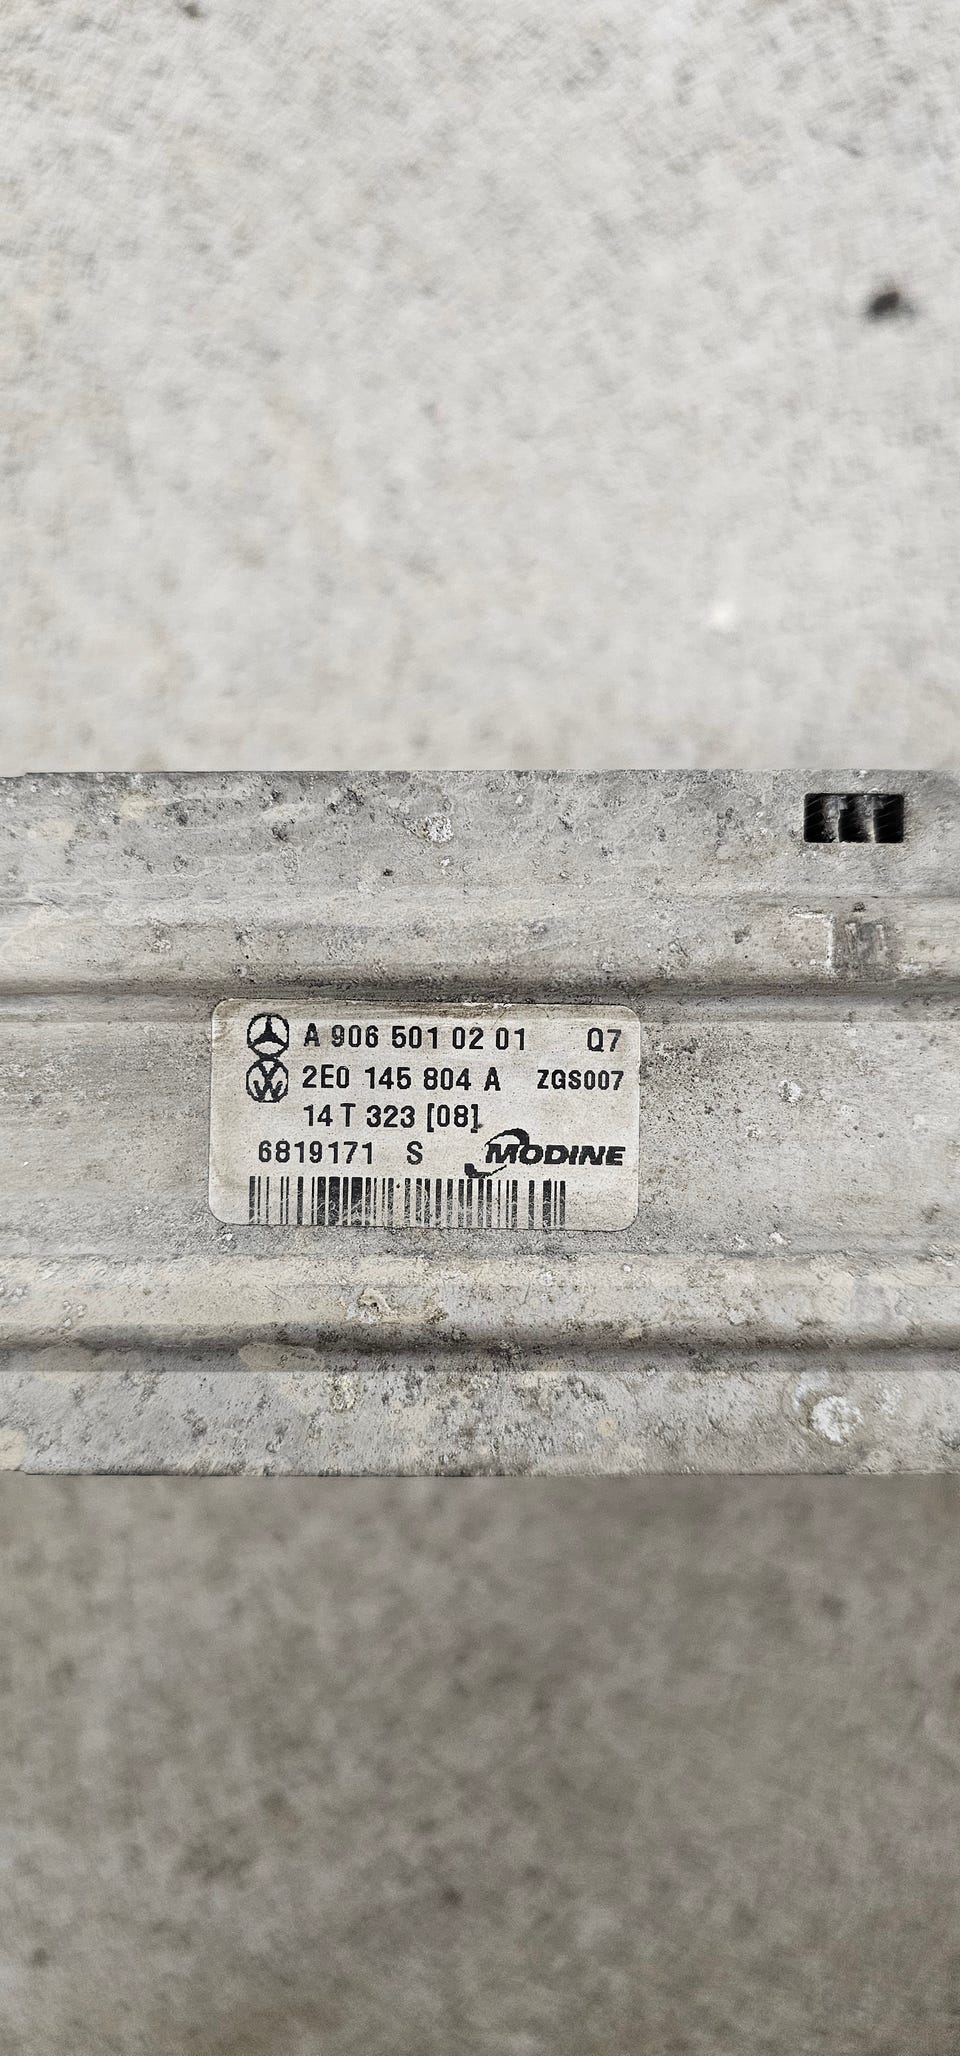 A 906 501 02 01 Q7
2E0 145 804 A ZGS007
14 T 323 [08]
6819171 S MODINE